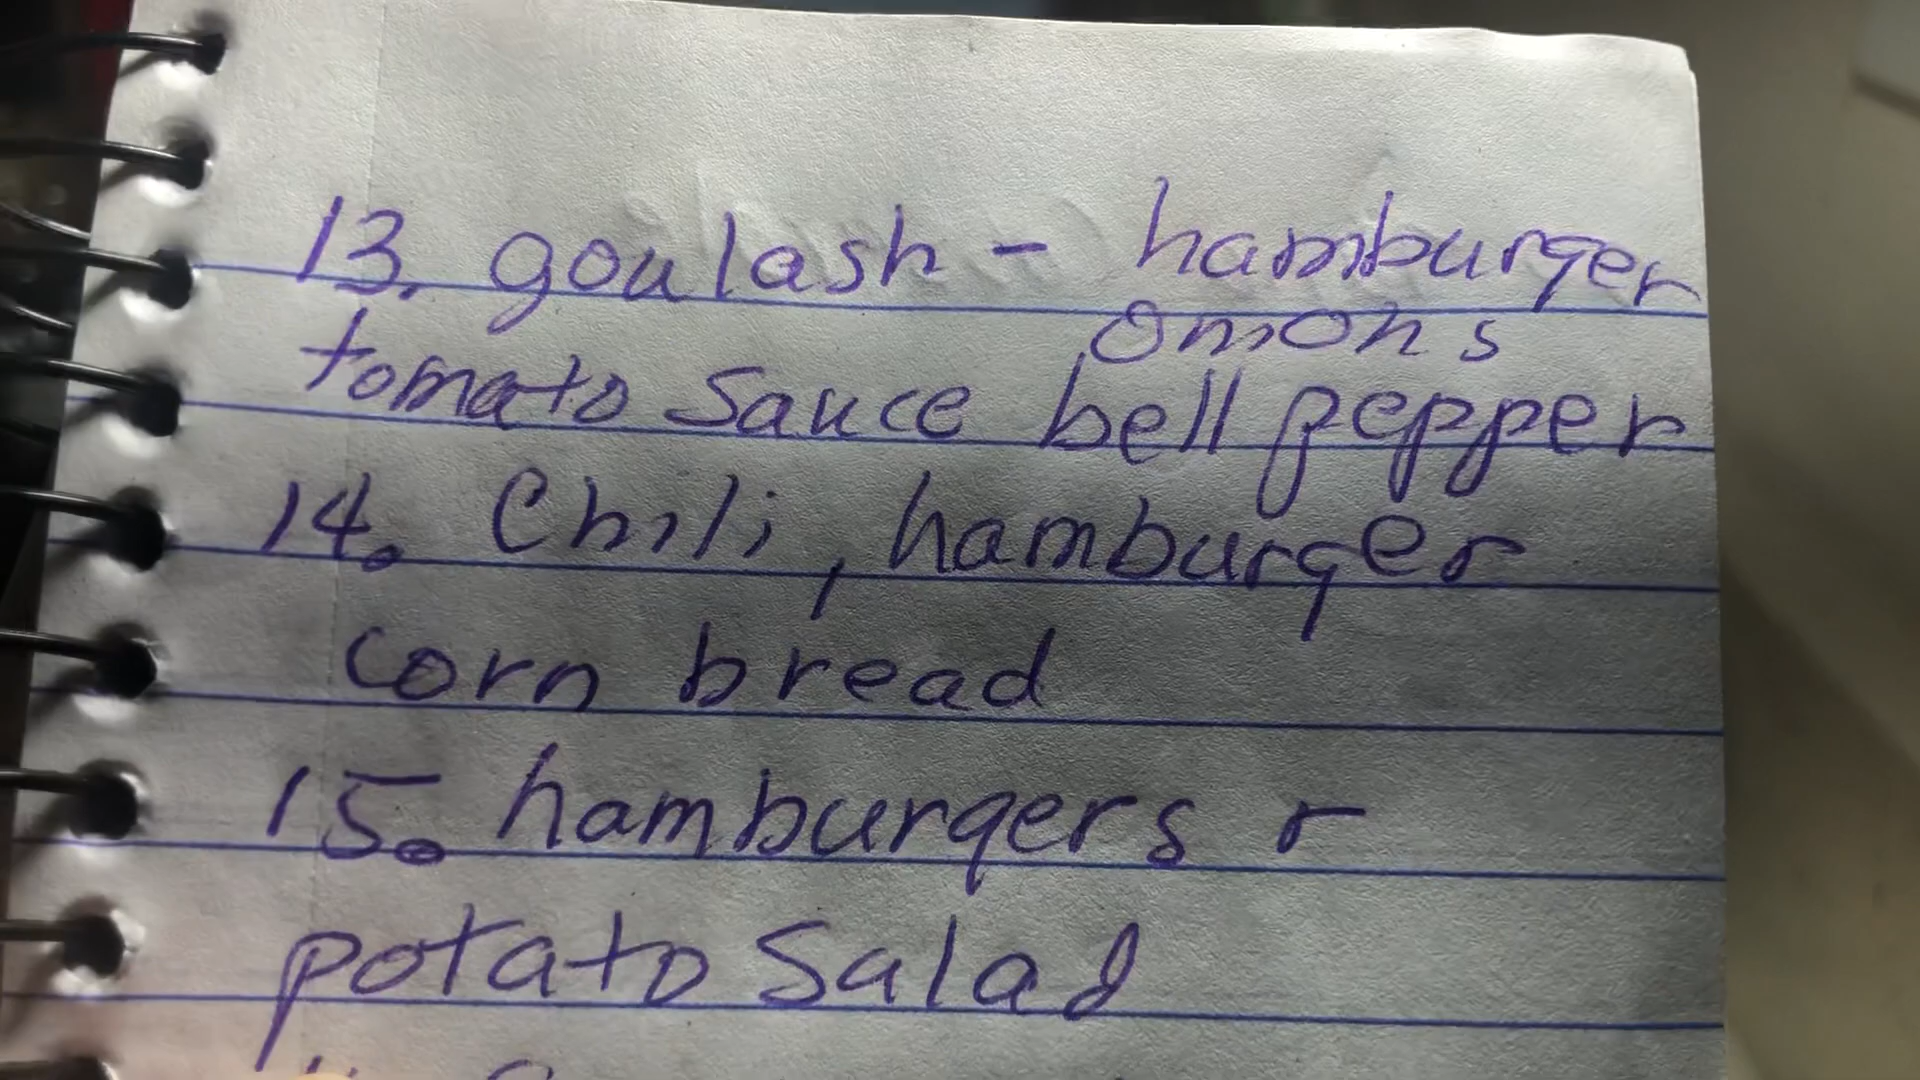 13. goulash - hamburger
onions
tomato sauce bell pepper
14. Chili, hamburger
corn bread
15. hamburgers r
potato salad